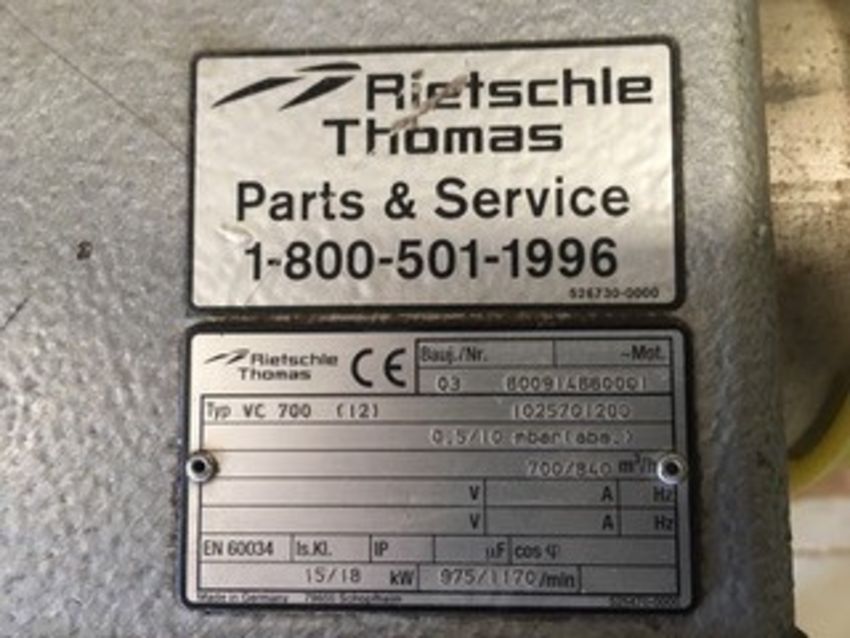 Rietschle
Thomas
Parts & Service
1-800-501-1996
526730-0000
Rietschle
Thomas
CE
Bauj./Nr. ~Mot.
03
Typ VC 700 (12) 1025701200
0,5/10 mbar(abs.)
700/840 m³/h
V A Hz
V A Hz
EN 60034 Is.Kl. IP µF cos φ
15/18 kW 975/1170 /min
Made in Germany 79650 Schopfheim